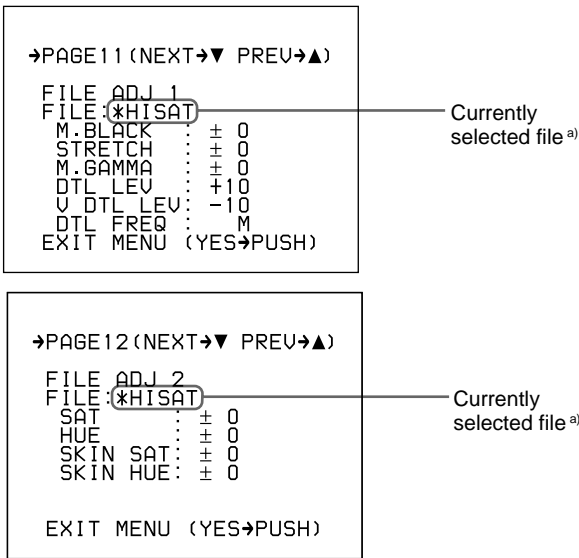 →PAGE11(NEXT→▼ PREV→▲)
FILE ADJ 1
FILE:*HISAT
M.BLACK : ± 0
STRETCH : ± 0
M.GAMMA : ± 0
DTL LEV : +10
V DTL LEV: -10
DTL FREQ : M
EXIT MENU (YES→PUSH)
Currently
selected file a)
→PAGE12(NEXT→▼ PREV→▲)
FILE ADJ 2
FILE:*HISAT
SAT : ± 0
HUE : ± 0
SKIN SAT: ± 0
SKIN HUE: ± 0
EXIT MENU (YES→PUSH)
Currently
selected file a)